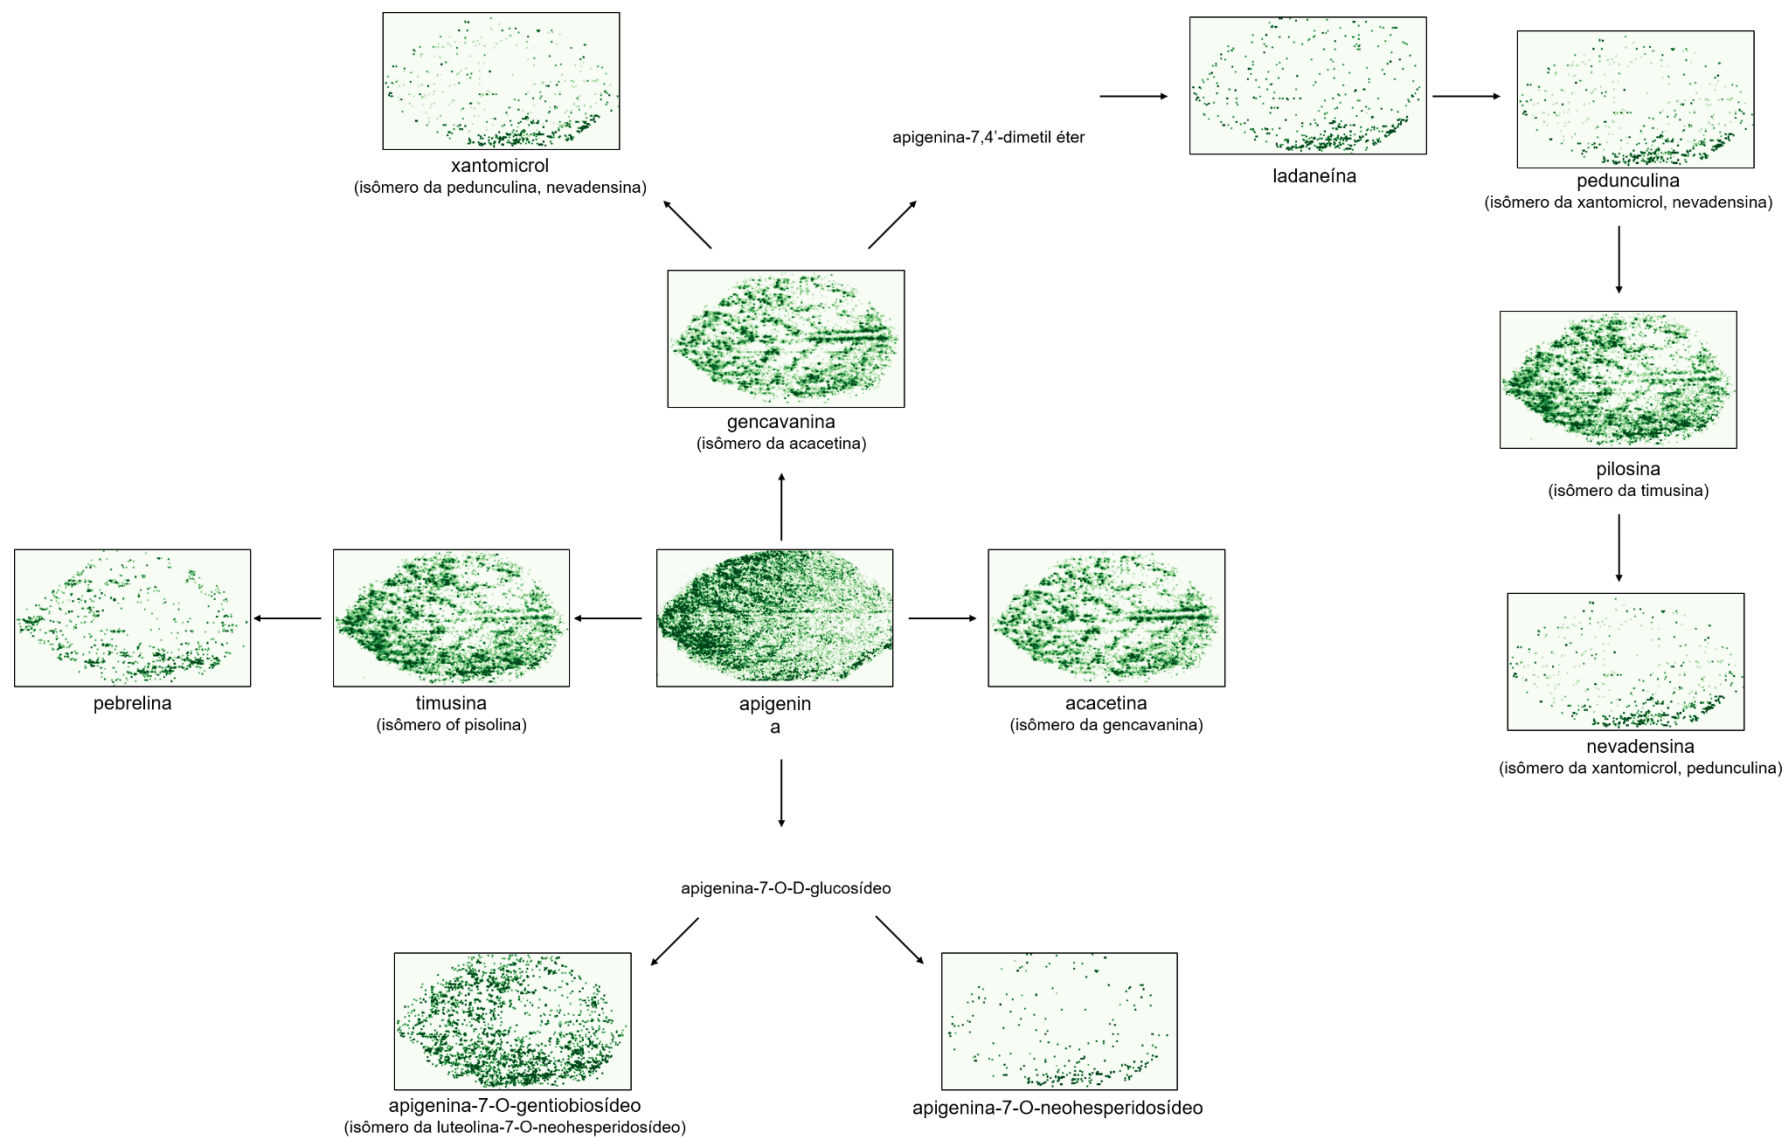 xantomicrol
(isômero da pedunculina, nevadensina)
apigenina-7,4'-dimetil éter
ladaneína
pedunculina
(isômero da xantomicrol, nevadensina)
gencavanina
(isômero da acacetina)
pilosina
(isômero da timusina)
pebrelina
timusina
(isômero of pisolina)
apigenin
a
acacetina
(isômero da gencavanina)
nevadensina
(isômero da xantomicrol, pedunculina)
apigenina-7-O-D-glucosídeo
apigenina-7-O-gentiobiosídeo
(isômero da luteolina-7-O-neohesperidosídeo)
apigenina-7-O-neohesperidosídeo